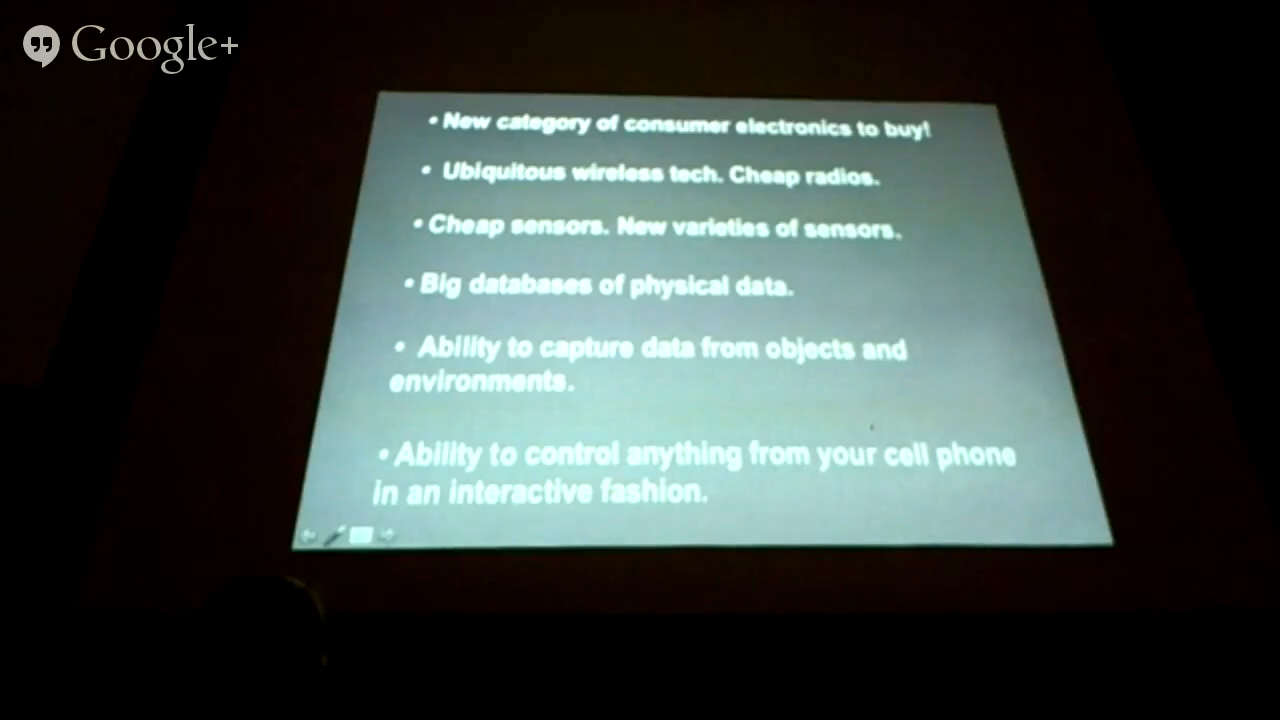 Google+
• New category of consumer electronics to buy!
• Ubiquitous wireless tech. Cheap radios.
• Cheap sensors. New varieties of sensors.
• Big databases of physical data.
• Ability to capture data from objects and
environments.
• Ability to control anything from your cell phone
in an interactive fashion.